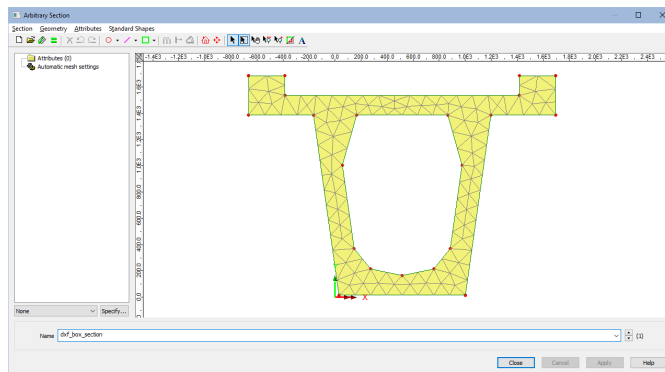 Arbitrary Section
Section Geometry Attributes Standard Shapes
A
-1.4E3 -1.2E3 -1.0E3 -800.0 -600.0 -400.0 -200.0 0.0 200.0 400.0 600.0 800.0 1.0E3 1.2E3 1.4E3 1.6E3 1.8E3 2.0E3 2.2E3 2.4E3
Attributes (0)
Automatic mesh settings
1.6E3
1.4E3
1.2E3
1.0E3
800.0
600.0
400.0
200.0
0.0
X
None Specify...
Name dxf_box_section (1)
Close Cancel Apply Help